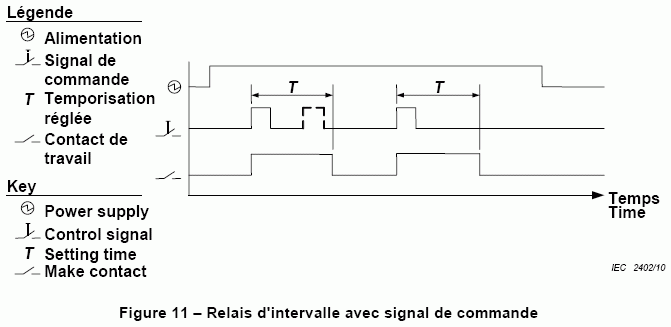 Légende
Alimentation
Signal de
commande
T Temporisation
réglée
Contact de
travail
Key
Power supply
Control signal
T Setting time
Make contact
T
T
Temps
Time
IEC 2402/10
Figure 11 – Relais d'intervalle avec signal de commande